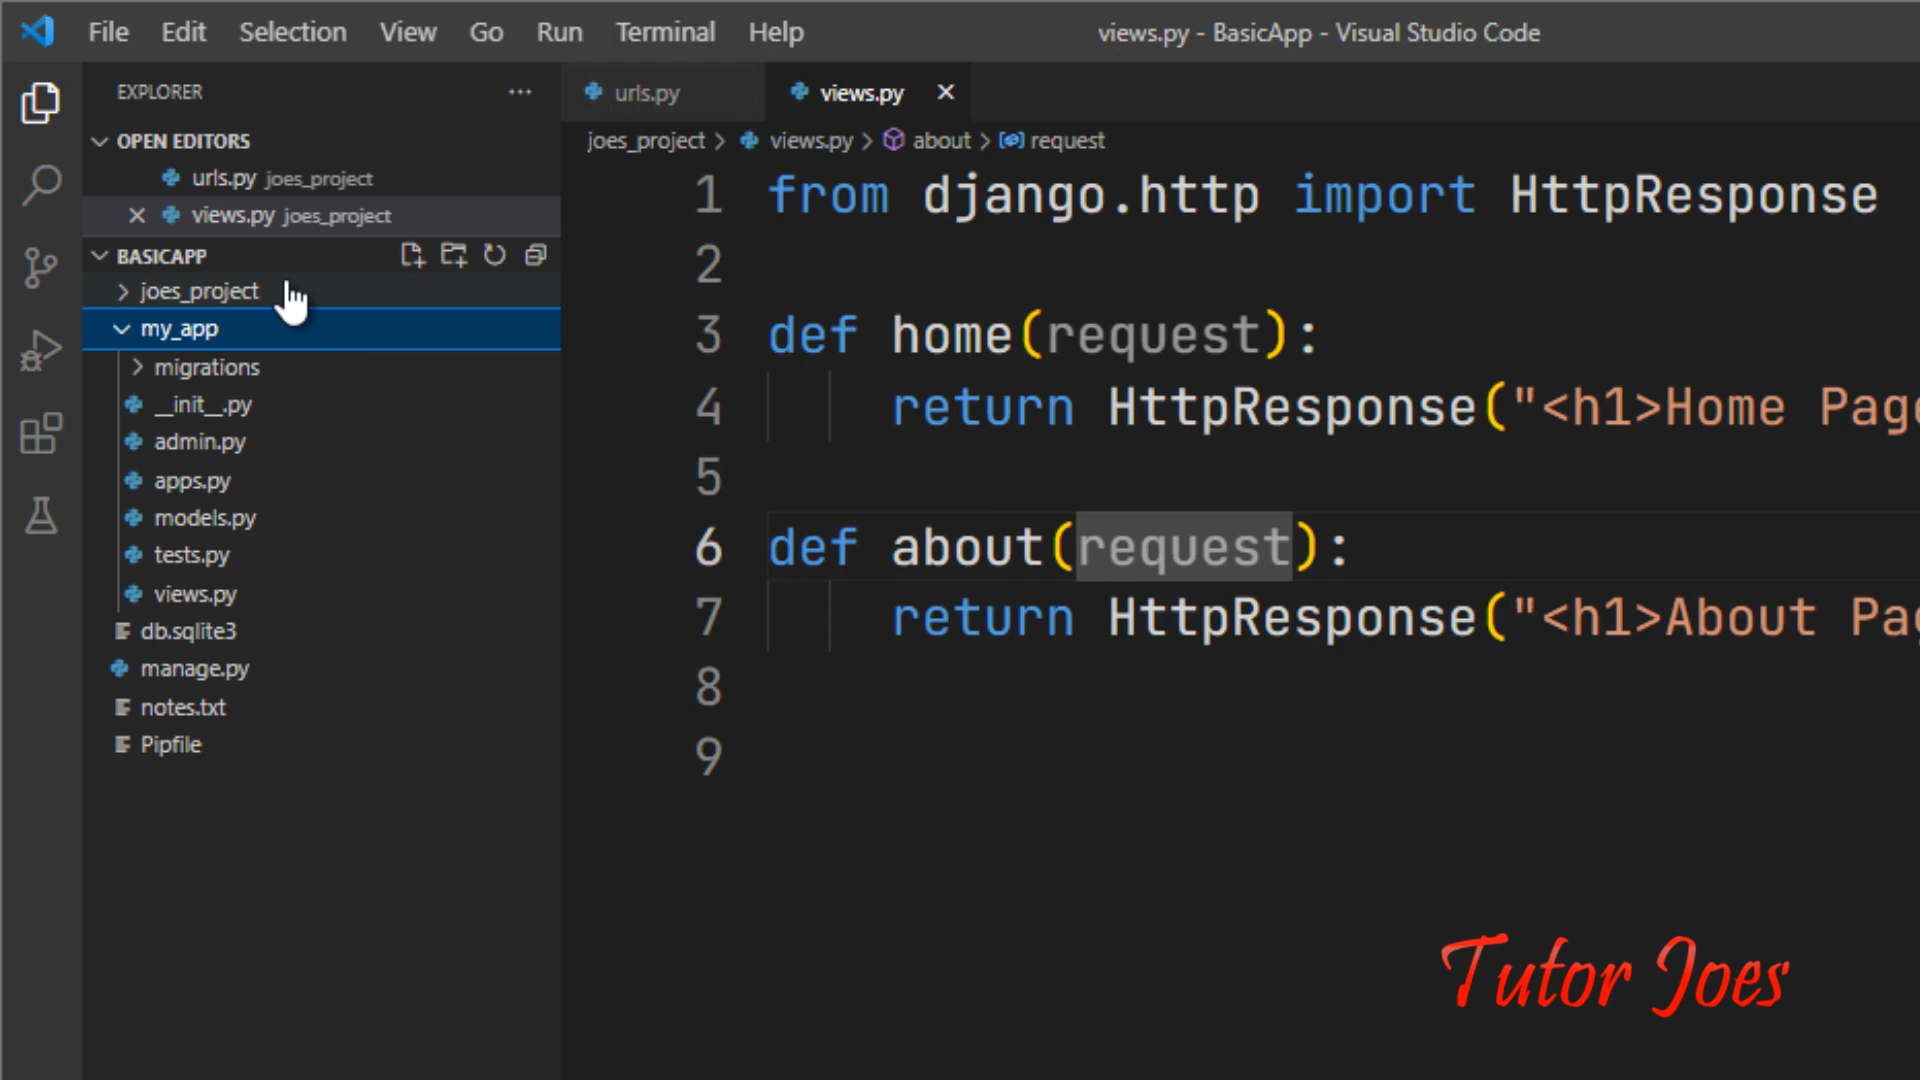 File Edit Selection View Go Run Terminal Help
views.py - BasicApp - Visual Studio Code
EXPLORER
OPEN EDITORS
urls.py joes_project
views.py joes_project
BASICAPP
joes_project
my_app
migrations
__init__.py
admin.py
apps.py
models.py
tests.py
views.py
db.sqlite3
manage.py
notes.txt
Pipfile
urls.py views.py
joes_project > views.py > about > request
1 from django.http import HttpResponse
2
3 def home(request):
4 return HttpResponse("<h1>Home Page
5
6 def about(request):
7 return HttpResponse("<h1>About Pag
8
9
Tutor Joes